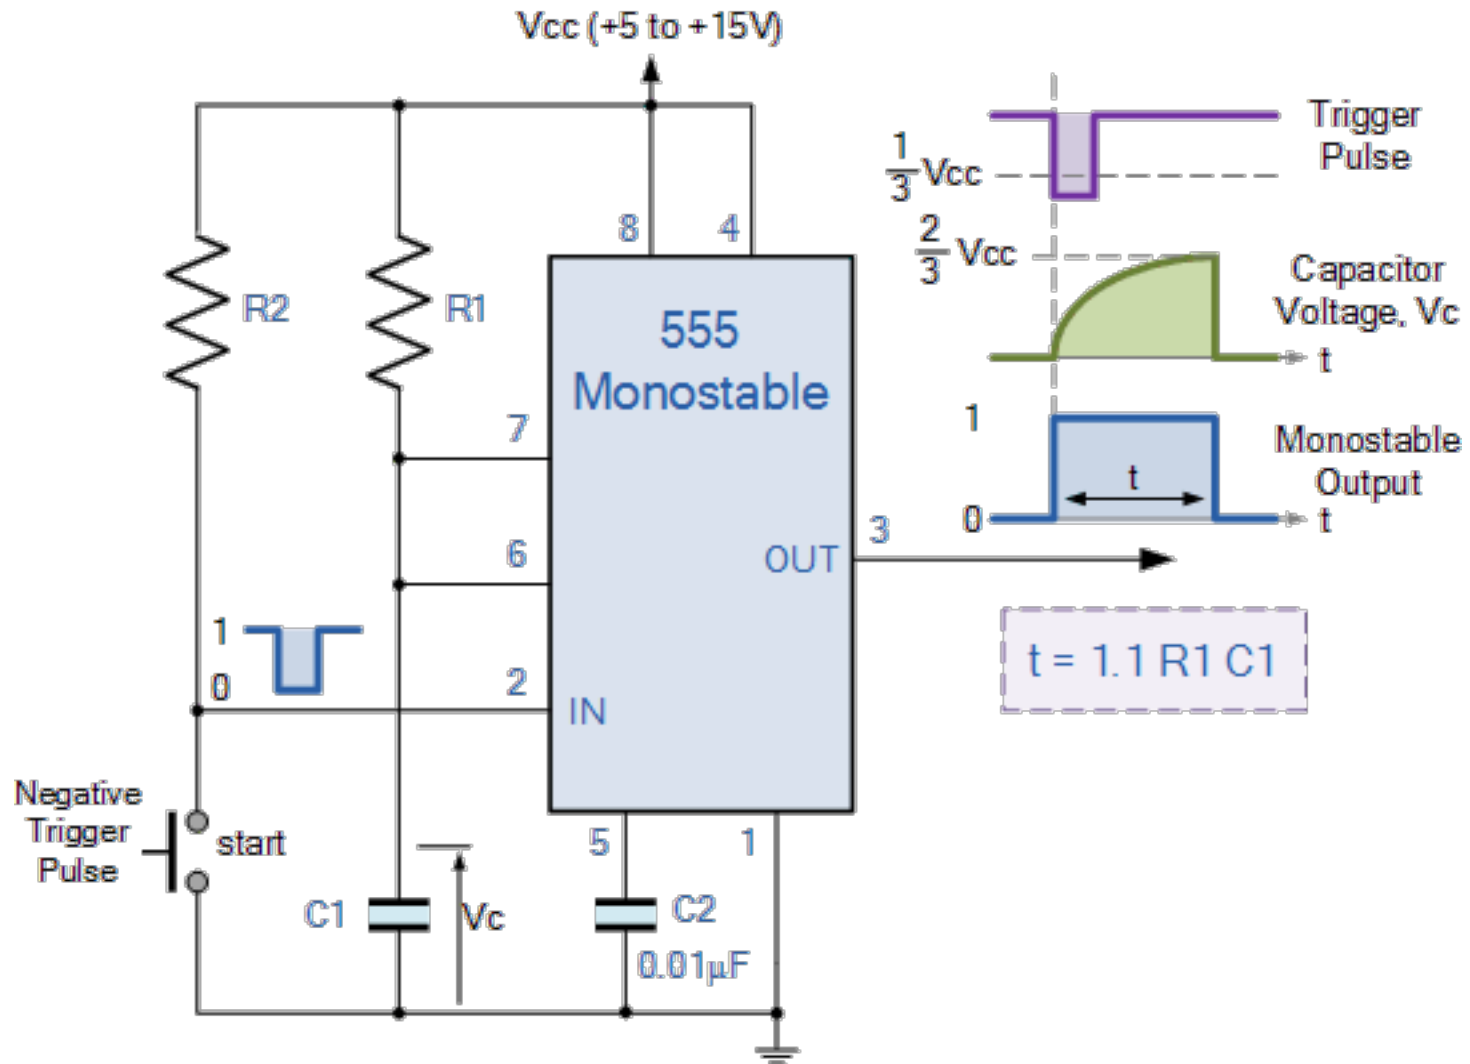 Vcc (+5 to +15V)
Trigger
Pulse
1
3
Vcc
8
4
2
3
Vcc
R2
R1
555
Monostable
Capacitor
Voltage, Vc
t
7
1
Monostable
Output
t
0
t
6
OUT
3
1
0
2
IN
t = 1.1 R1 C1
Negative
Trigger
Pulse
start
5
1
C1
Vc
C2
0.01µF